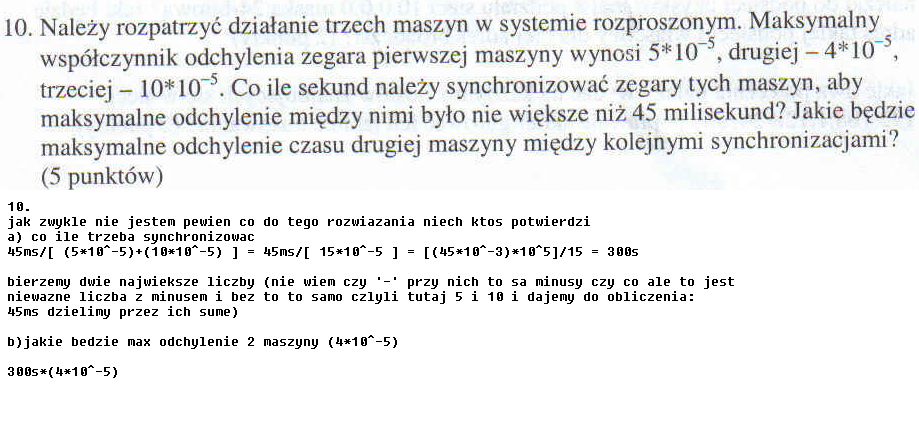 10. Należy rozpatrzyć działanie trzech maszyn w systemie rozproszonym. Maksymalny
współczynnik odchylenia zegara pierwszej maszyny wynosi 5*10⁻⁵, drugiej – 4*10⁻⁵,
trzeciej – 10*10⁻⁵. Co ile sekund należy synchronizować zegary tych maszyn, aby
maksymalne odchylenie między nimi było nie większe niż 45 milisekund? Jakie będzie
maksymalne odchylenie czasu drugiej maszyny między kolejnymi synchronizacjami?
(5 punktów)
10.
jak zwykle nie jestem pewien co do tego rozwiazania niech ktos potwierdzi
a) co ile trzeba synchronizowac
45ms/[ (5*10^-5)+(10*10^-5) ] = 45ms/[ 15*10^-5 ] = [(45*10^-3)*10^5]/15 = 300s
bierzemy dwie najwieksze liczby (nie wiem czy '-' przy nich to sa minusy czy co ale to jest
niewazne liczba z minusem i bez to to samo czlyli tutaj 5 i 10 i dajemy do obliczenia:
45ms dzielimy przez ich sume)
b)jakie bedzie max odchylenie 2 maszyny (4*10^-5)
300s*(4*10^-5)